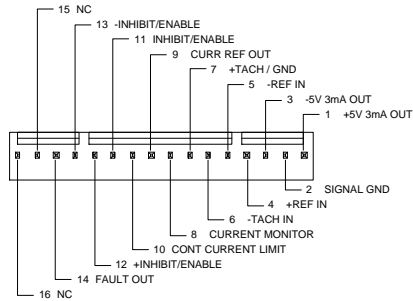 15 NC
13 -INHIBIT/ENABLE
11 INHIBIT/ENABLE
9 CURR REF OUT
7 +TACH / GND
5 -REF IN
3 -5V 3mA OUT
1 +5V 3mA OUT
2 SIGNAL GND
4 +REF IN
6 -TACH IN
8 CURRENT MONITOR
10 CONT CURRENT LIMIT
12 +INHIBIT/ENABLE
14 FAULT OUT
16 NC